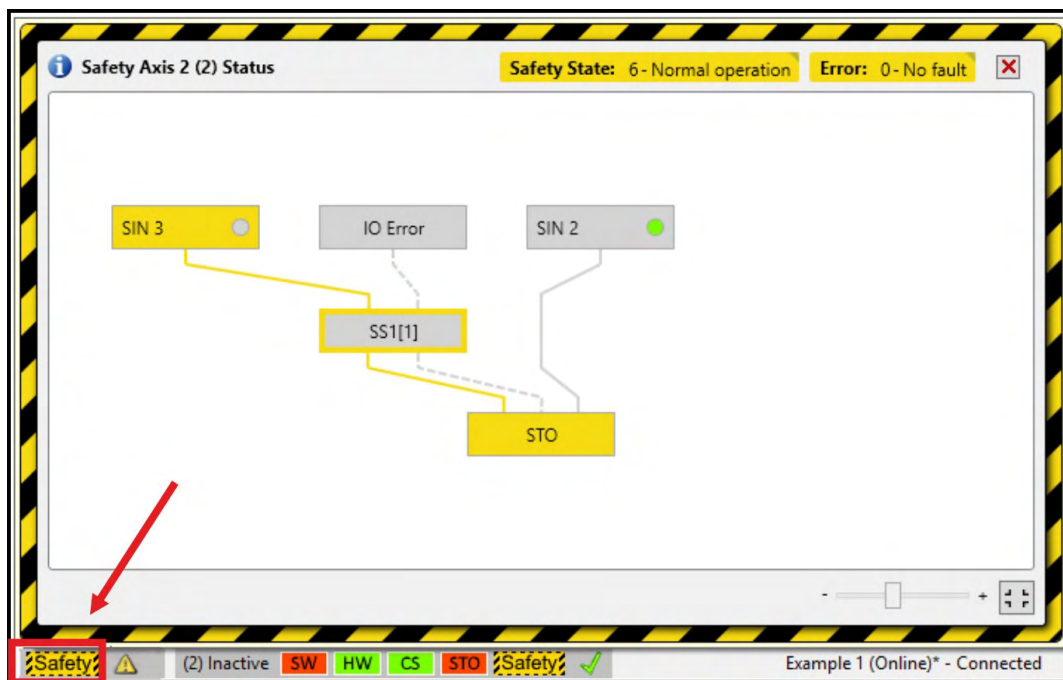 Safety Axis 2 (2) Status Safety State: 6 - Normal operation Error: 0 - No fault
SIN 3 IO Error SIN 2
SS1[1]
STO
- +
Safety (2) Inactive SW HW CS STO Safety Example 1 (Online)* - Connected